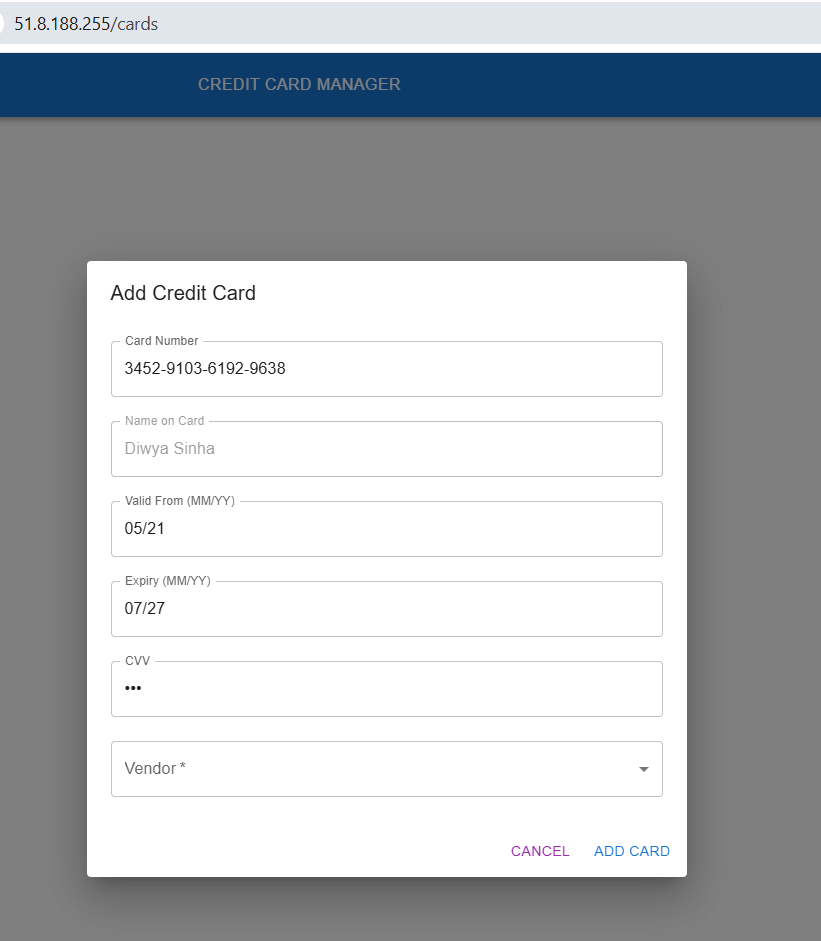 51.8.188.255/cards
CREDIT CARD MANAGER
Add Credit Card
Card Number
3452-9103-6192-9638
Name on Card
Diwya Sinha
Valid From (MM/YY)
05/21
Expiry (MM/YY)
07/27
CVV
•••
Vendor *
CANCEL ADD CARD